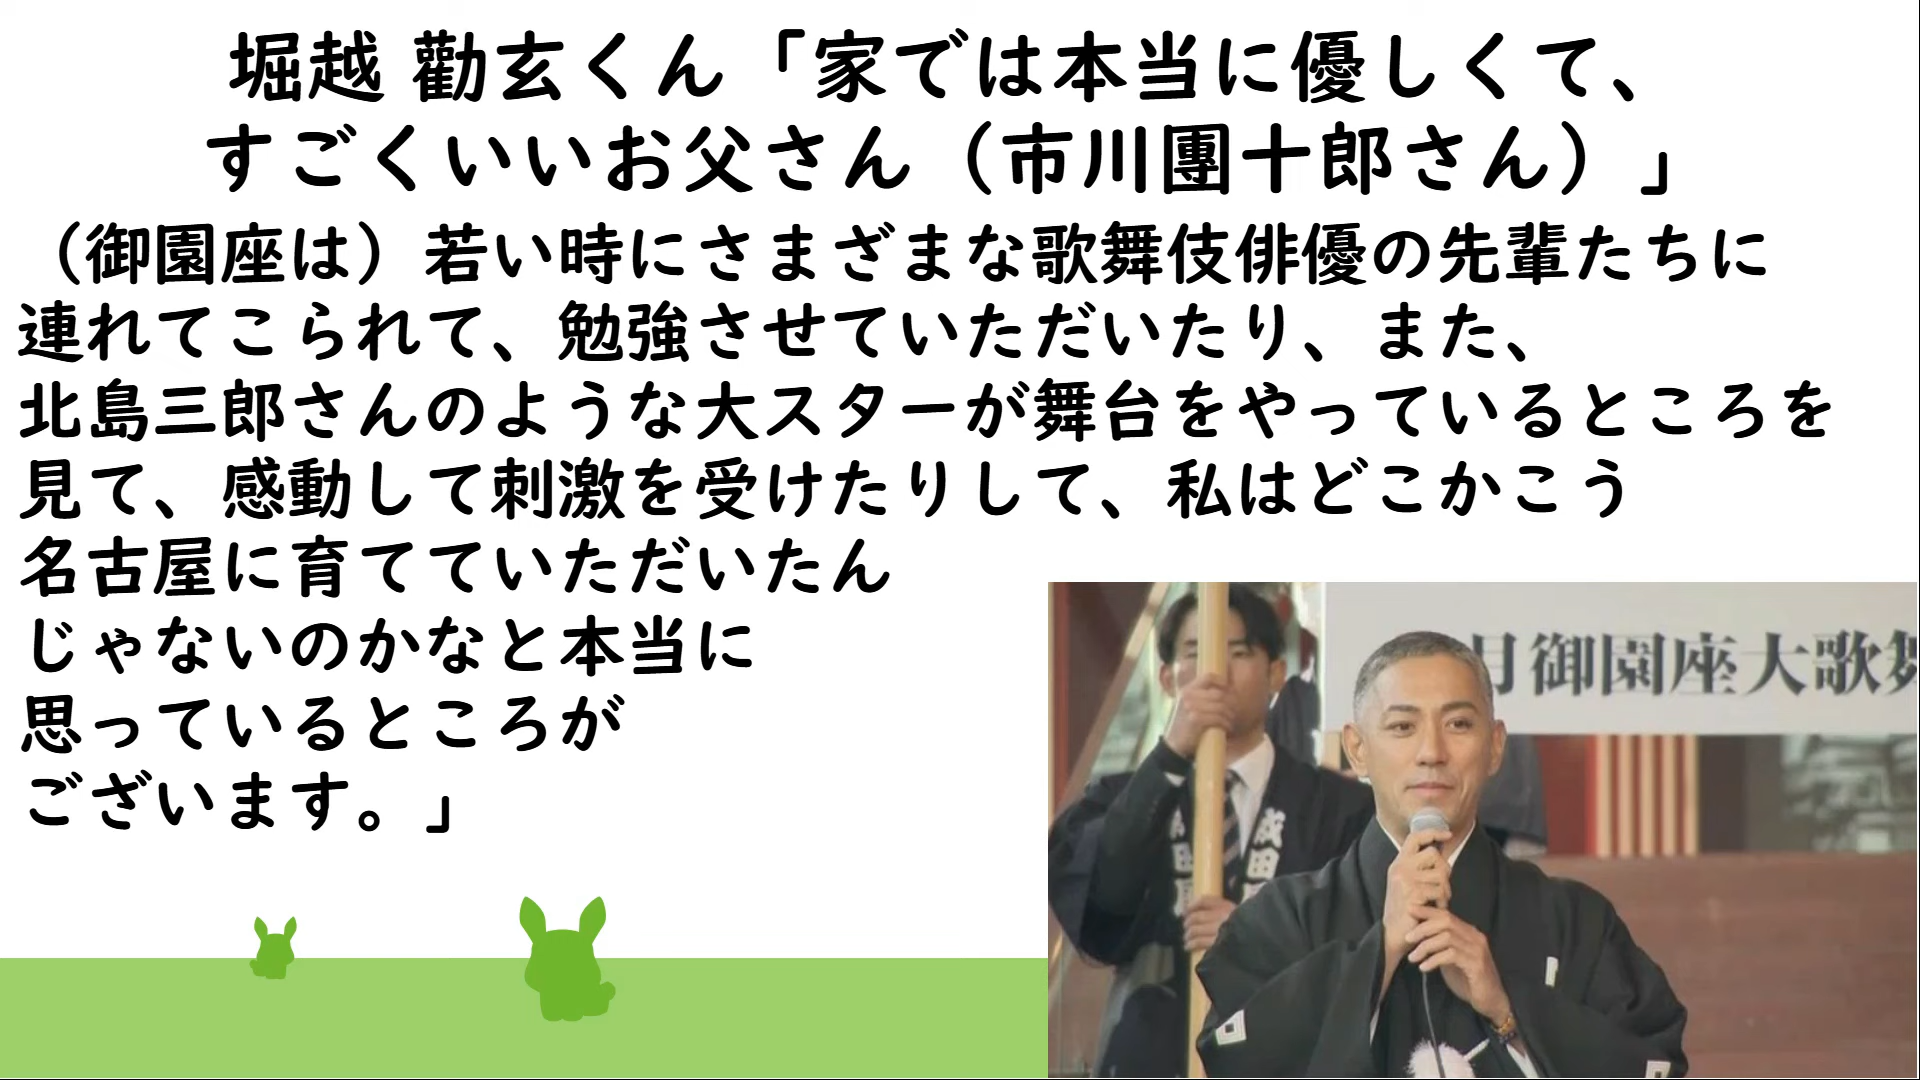 堀越 勸玄くん「家では本当に優しくて、
すごくいいお父さん（市川團十郎さん）」
（御園座は）若い時にさまざまな歌舞伎俳優の先輩たちに
連れてこられて、勉強させていただいたり、また、
北島三郎さんのような大スターが舞台をやっているところを
見て、感動して刺激を受けたりして、私はどこかこう
名古屋に育てていただいたん
じゃないのかなと本当に
思っているところが
ございます。」
月御園座大歌舞
成田